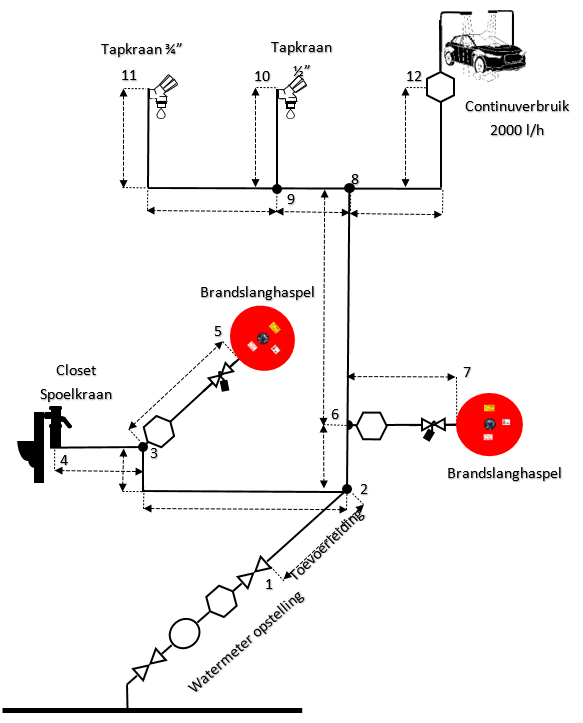 Tapkraan ¾”
Tapkraan
½”
11
10
12
Continuverbruik
2000 l/h
8
9
Brandslanghaspel
5
Closet
Spoelkraan
7
6
3
4
Brandslanghaspel
2
Toevoerleiding
1
Watermeter opstelling